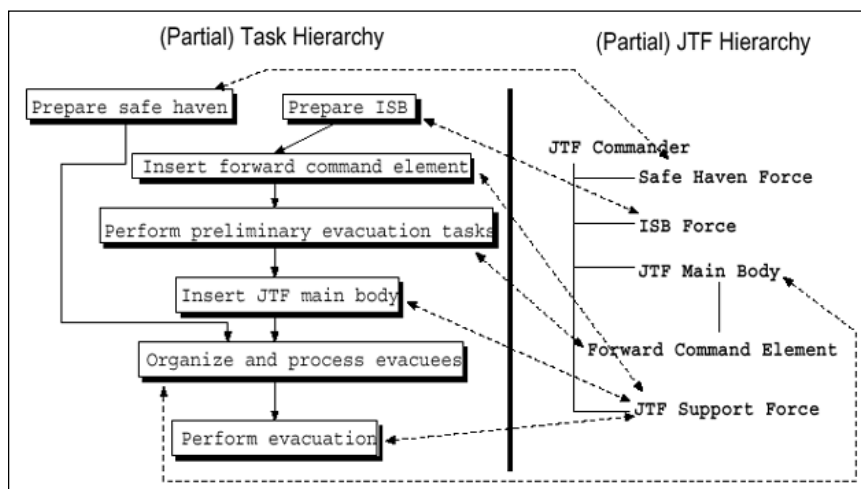 (Partial) Task Hierarchy
Prepare safe haven
Prepare ISB
Insert forward command element
Perform preliminary evacuation tasks
Insert JTF main body
Organize and process evacuees
Perform evacuation
(Partial) JTF Hierarchy
JTF Commander
Safe Haven Force
ISB Force
JTF Main Body
Forward Command Element
JTF Support Force